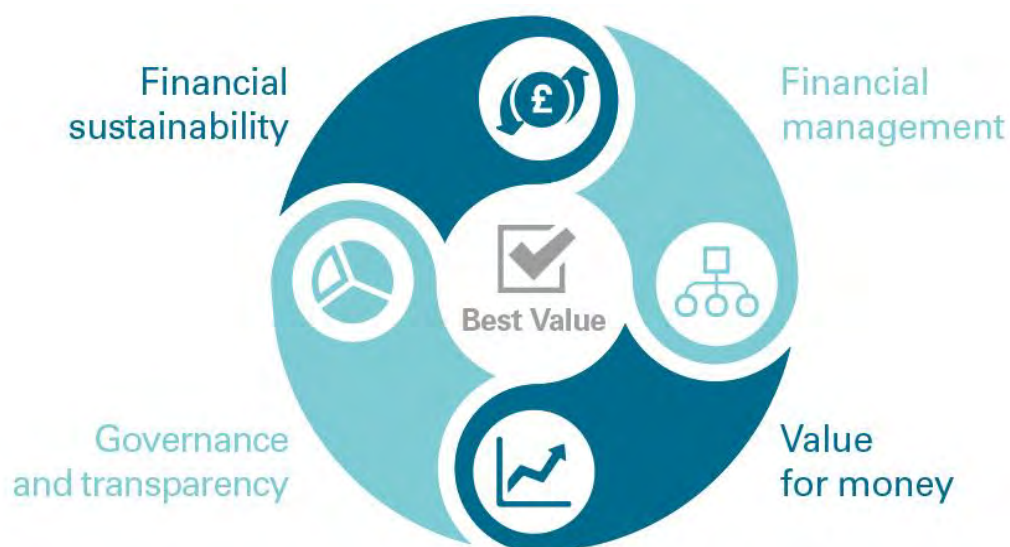 Financial
sustainability
Financial
management
£
Best Value
Governance
and transparency
Value
for money